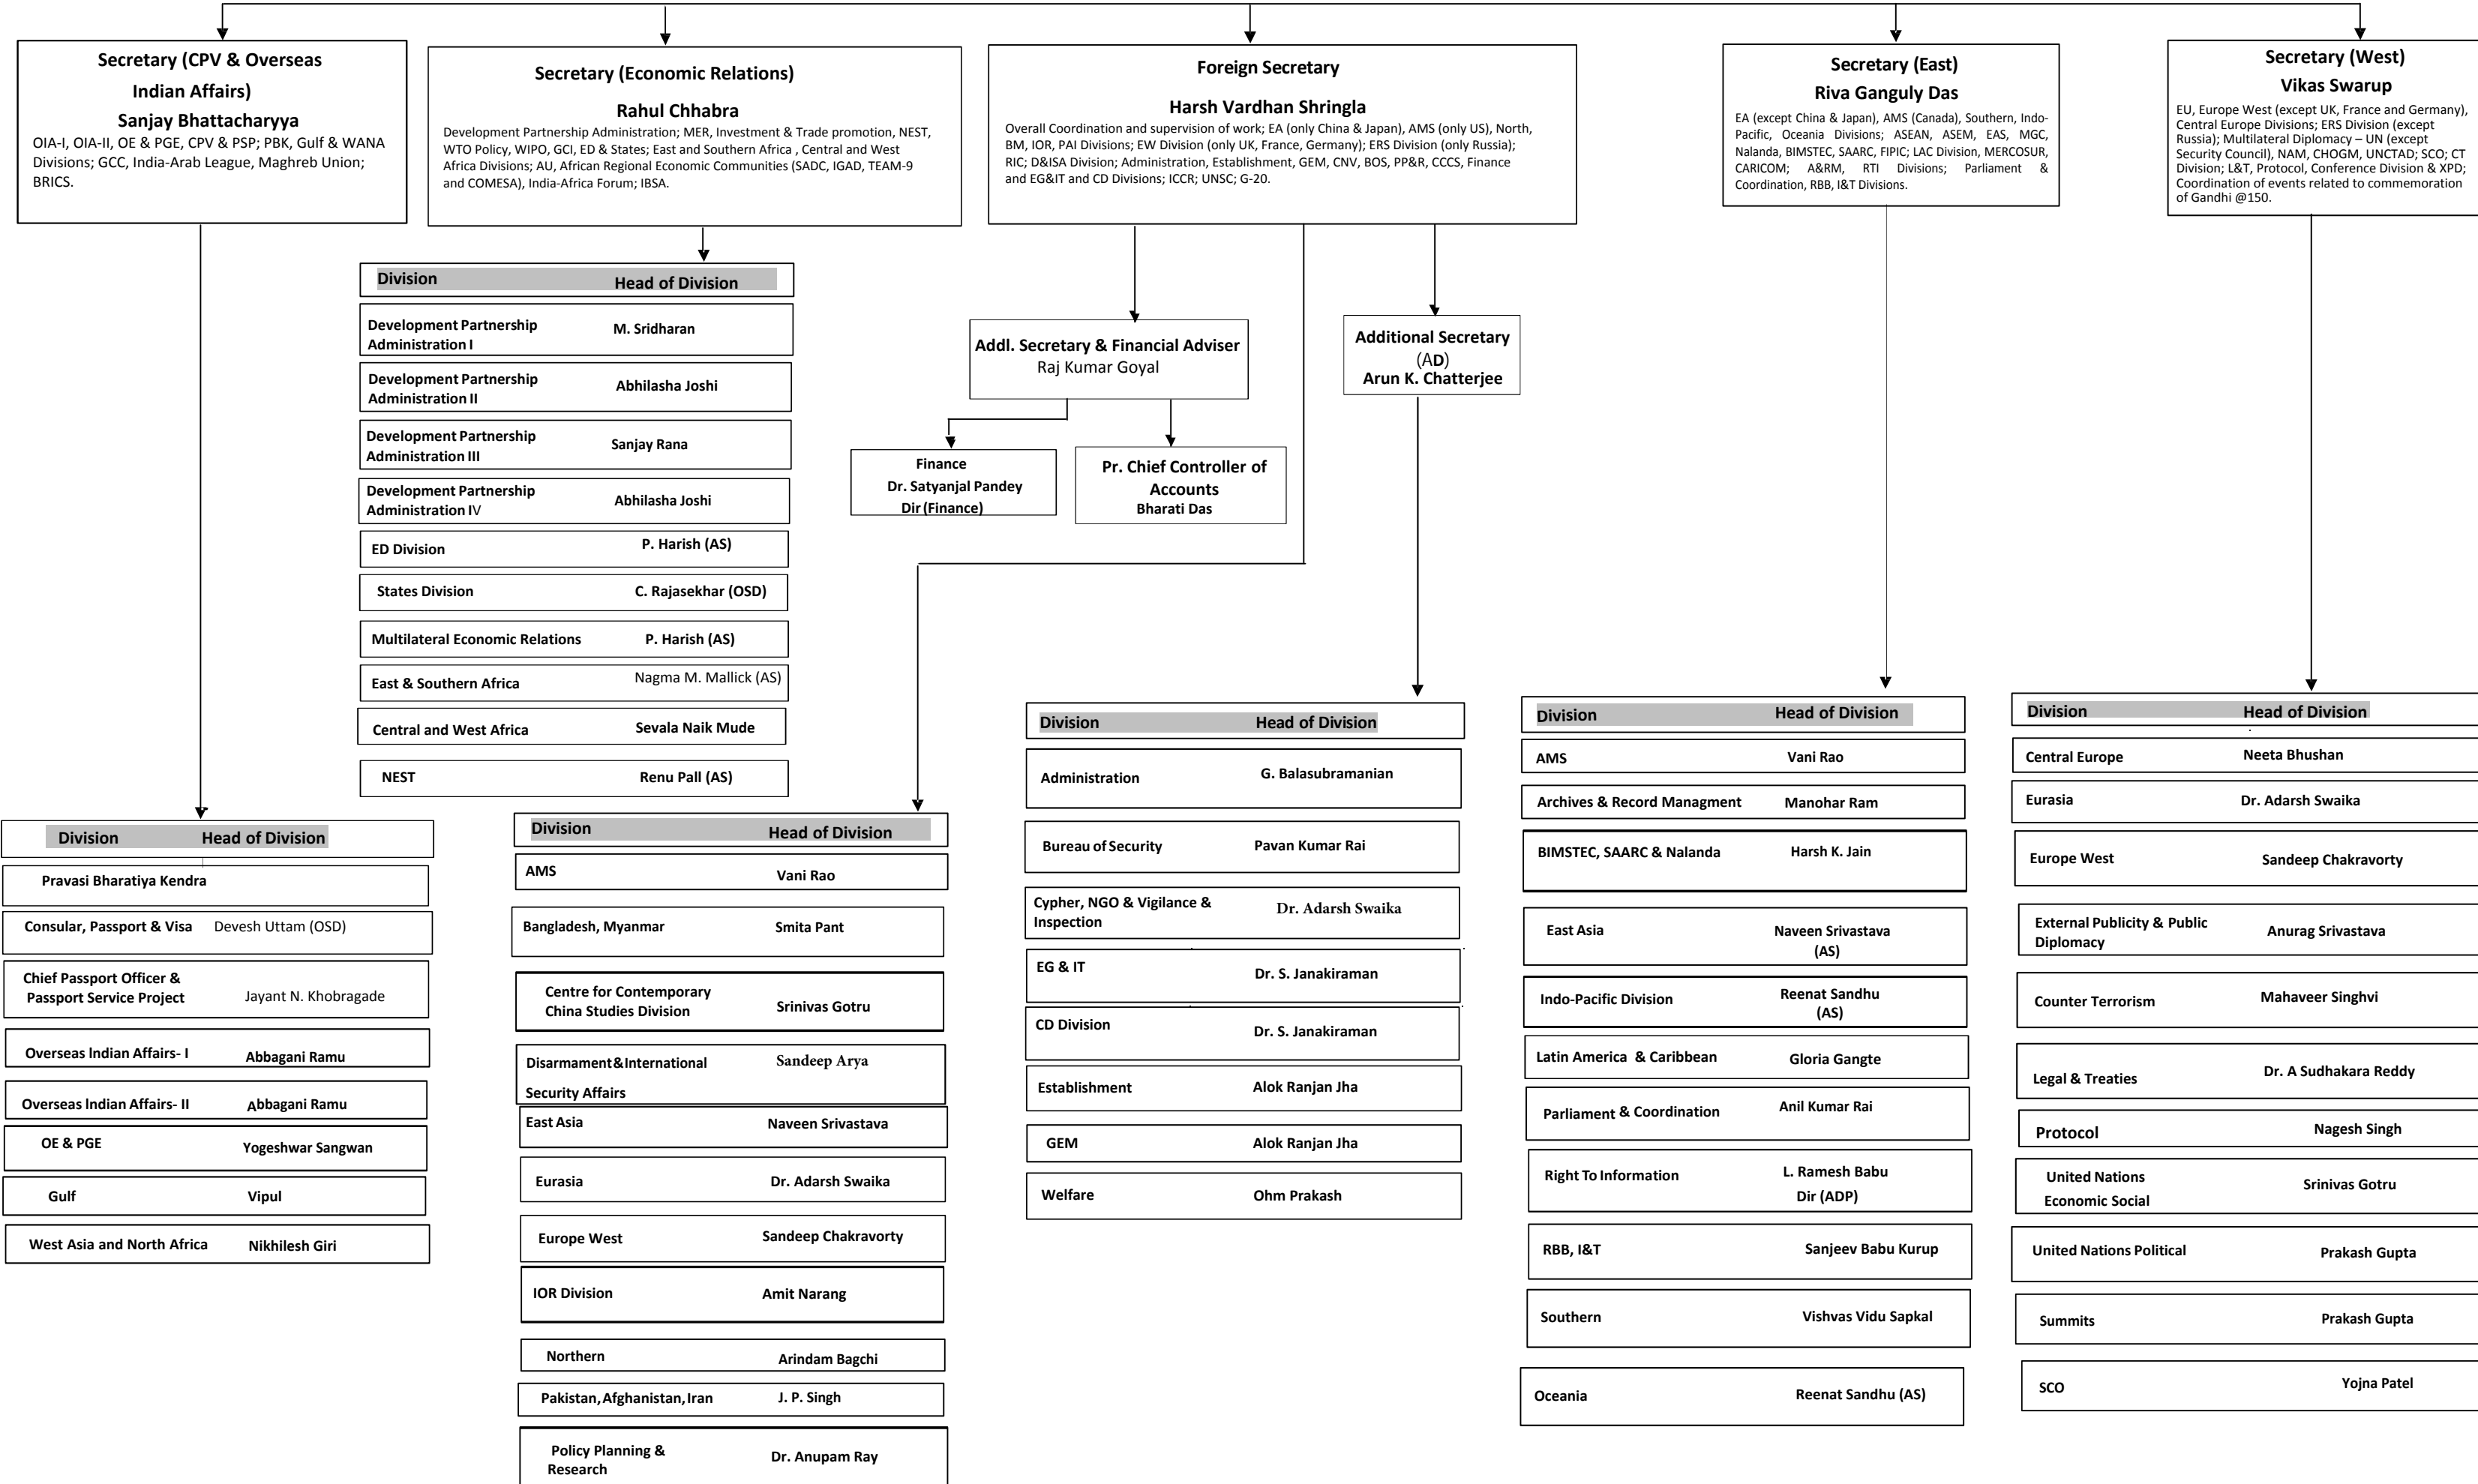 Secretary (CPV & Overseas
Indian Affairs)
Sanjay Bhattacharyya
OIA-I, OIA-II, OE & PGE, CPV & PSP; PBK, Gulf & WANA
Divisions; GCC, India-Arab League, Maghreb Union;
BRICS.
Secretary (Economic Relations)
Rahul Chhabra
Development Partnership Administration; MER, Investment & Trade promotion, NEST,
WTO Policy, WIPO, GCI, ED & States; East and Southern Africa , Central and West
Africa Divisions; AU, African Regional Economic Communities (SADC, IGAD, TEAM-9
and COMESA), India-Africa Forum; IBSA.
Foreign Secretary
Harsh Vardhan Shringla
Overall Coordination and supervision of work; EA (only China & Japan), AMS (only US), North,
BM, IOR, PAI Divisions; EW Division (only UK, France, Germany); ERS Division (only Russia);
RIC; D&ISA Division; Administration, Establishment, GEM, CNV, BOS, PP&R, CCCS, Finance
and EG&IT and CD Divisions; ICCR; UNSC; G-20.
Secretary (East)
Riva Ganguly Das
EA (except China & Japan), AMS (Canada), Southern, Indo-
Pacific, Oceania Divisions; ASEAN, ASEM, EAS, MGC,
Nalanda, BIMSTEC, SAARC, FIPIC; LAC Division, MERCOSUR,
CARICOM; A&RM, RTI Divisions; Parliament &
Coordination, RBB, I&T Divisions.
Secretary (West)
Vikas Swarup
EU, Europe West (except UK, France and Germany),
Central Europe Divisions; ERS Division (except
Russia); Multilateral Diplomacy – UN (except
Security Council), NAM, CHOGM, UNCTAD; SCO; CT
Division; L&T, Protocol, Conference Division & XPD;
Coordination of events related to commemoration
of Gandhi @150.
Division Head of Division
Development Partnership
Administration I M. Sridharan
Development Partnership
Administration II Abhilasha Joshi
Development Partnership
Administration III Sanjay Rana
Development Partnership
Administration IV Abhilasha Joshi
ED Division P. Harish (AS)
States Division C. Rajasekhar (OSD)
Multilateral Economic Relations P. Harish (AS)
East & Southern Africa Nagma M. Mallick (AS)
Central and West Africa Sevala Naik Mude
NEST Renu Pall (AS)
Addl. Secretary & Financial Adviser
Raj Kumar Goyal
Additional Secretary
(AD)
Arun K. Chatterjee
Finance
Dr. Satyanjal Pandey
Dir (Finance)
Pr. Chief Controller of
Accounts
Bharati Das
Division Head of Division
Pravasi Bharatiya Kendra
Consular, Passport & Visa Devesh Uttam (OSD)
Chief Passport Officer &
Passport Service Project Jayant N. Khobragade
Overseas Indian Affairs- I Abbagani Ramu
Overseas Indian Affairs- II Abbagani Ramu
OE & PGE Yogeshwar Sangwan
Gulf Vipul
West Asia and North Africa Nikhilesh Giri
Division Head of Division
AMS Vani Rao
Bangladesh, Myanmar Smita Pant
Centre for Contemporary
China Studies Division Srinivas Gotru
Disarmament&International Sandeep Arya
Security Affairs
East Asia Naveen Srivastava
Eurasia Dr. Adarsh Swaika
Europe West Sandeep Chakravorty
IOR Division Amit Narang
Northern Arindam Bagchi
Pakistan, Afghanistan, Iran J. P. Singh
Policy Planning &
Research Dr. Anupam Ray
Division Head of Division
Administration G. Balasubramanian
Bureau of Security Pavan Kumar Rai
Cypher, NGO & Vigilance &
Inspection Dr. Adarsh Swaika
EG & IT Dr. S. Janakiraman
CD Division Dr. S. Janakiraman
Establishment Alok Ranjan Jha
GEM Alok Ranjan Jha
Welfare Ohm Prakash
Division Head of Division
AMS Vani Rao
Archives & Record Managment Manohar Ram
BIMSTEC, SAARC & Nalanda Harsh K. Jain
East Asia Naveen Srivastava
(AS)
Indo-Pacific Division Reenat Sandhu
(AS)
Latin America & Caribbean Gloria Gangte
Parliament & Coordination Anil Kumar Rai
Right To Information L. Ramesh Babu
Dir (ADP)
RBB, I&T Sanjeev Babu Kurup
Southern Vishvas Vidu Sapkal
Oceania Reenat Sandhu (AS)
Division Head of Division
Central Europe Neeta Bhushan
Eurasia Dr. Adarsh Swaika
Europe West Sandeep Chakravorty
External Publicity & Public
Diplomacy Anurag Srivastava
Counter Terrorism Mahaveer Singhvi
Legal & Treaties Dr. A Sudhakara Reddy
Protocol Nagesh Singh
United Nations
Economic Social Srinivas Gotru
United Nations Political Prakash Gupta
Summits Prakash Gupta
SCO Yojna Patel